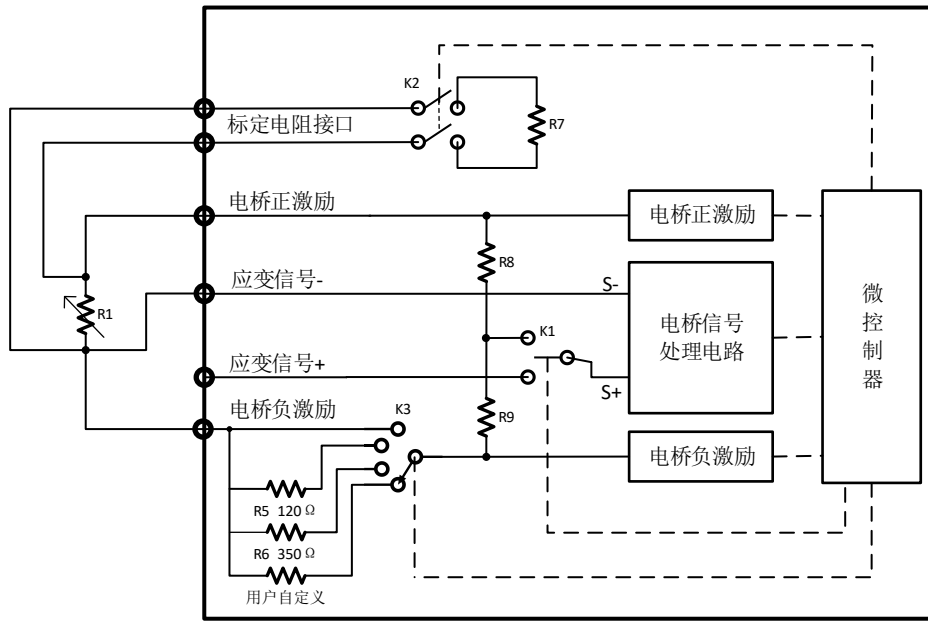 K2
R7
标定电阻接口
电桥正激励
电桥正激励
R8
应变信号-
S-
R1
K1
电桥信号
处理电路
微
控
制
器
应变信号+
S+
电桥负激励
K3
R9
电桥负激励
R5 120 Ω
R6 350 Ω
用户自定义